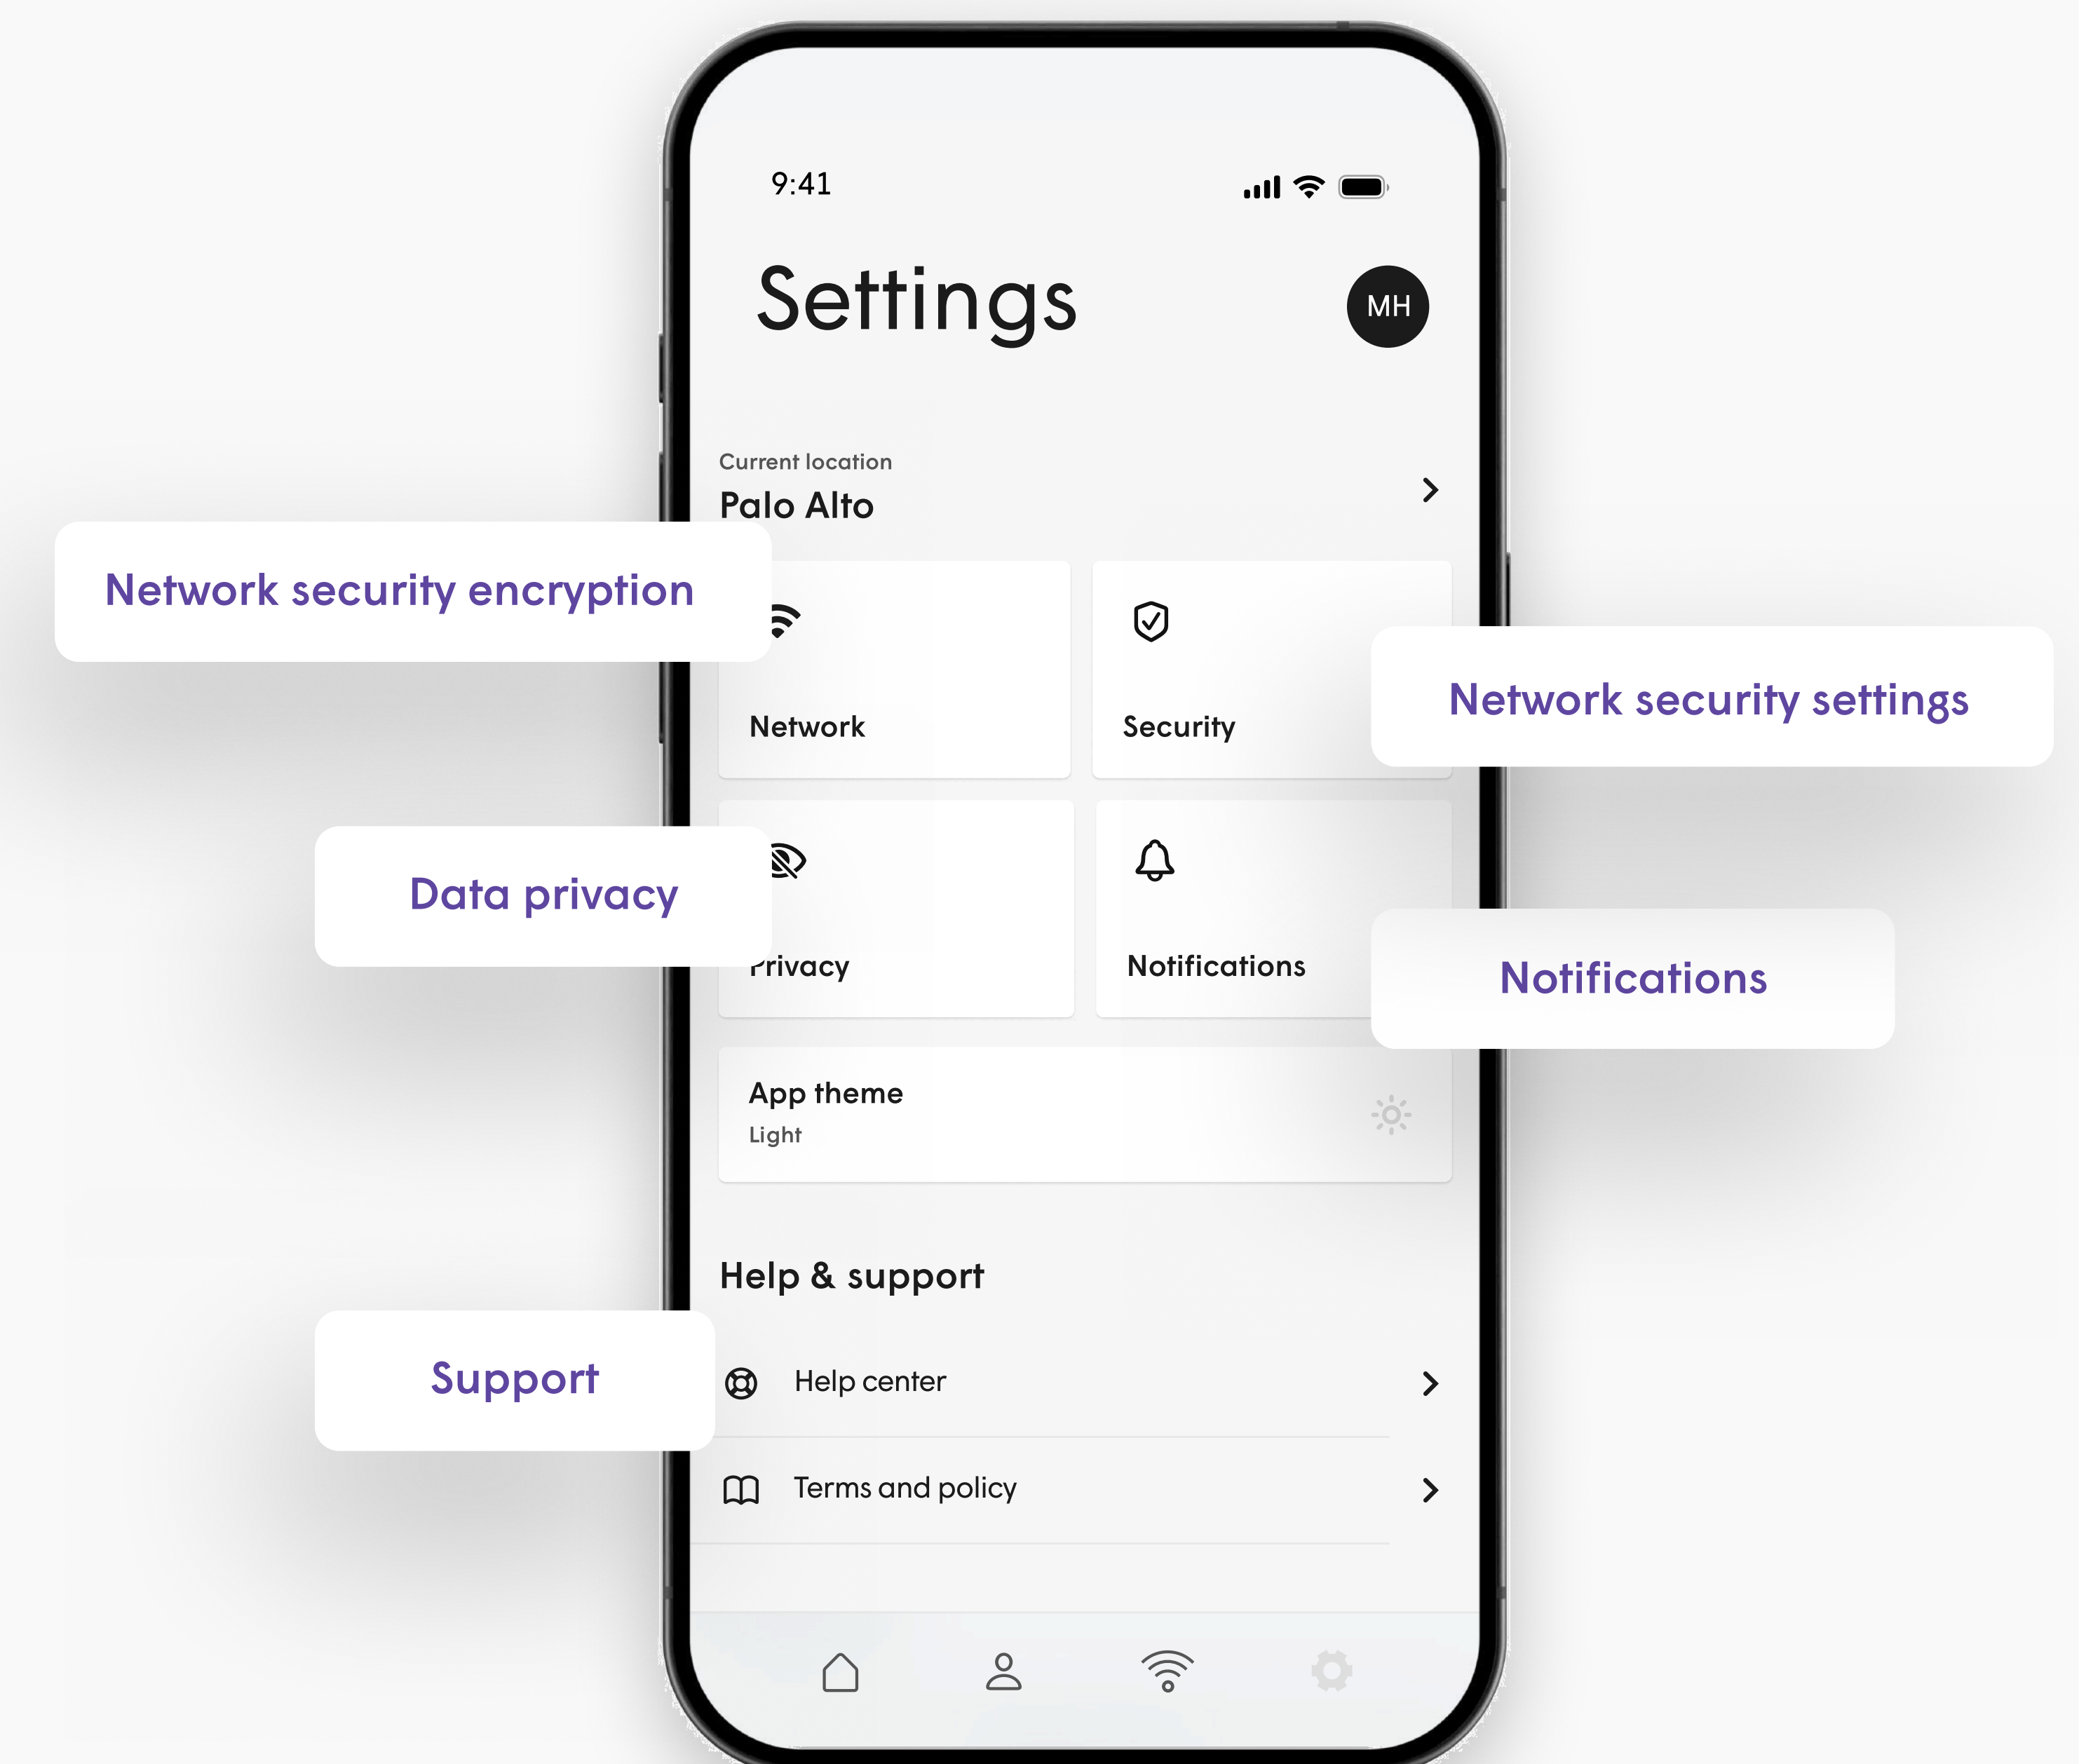 9:41
Settings
MH
Current location
Palo Alto
Network security encryption
Network
Security
Network security settings
Data privacy
Privacy
Notifications
Notifications
App theme
Light
Help & support
Support
Help center
Terms and policy